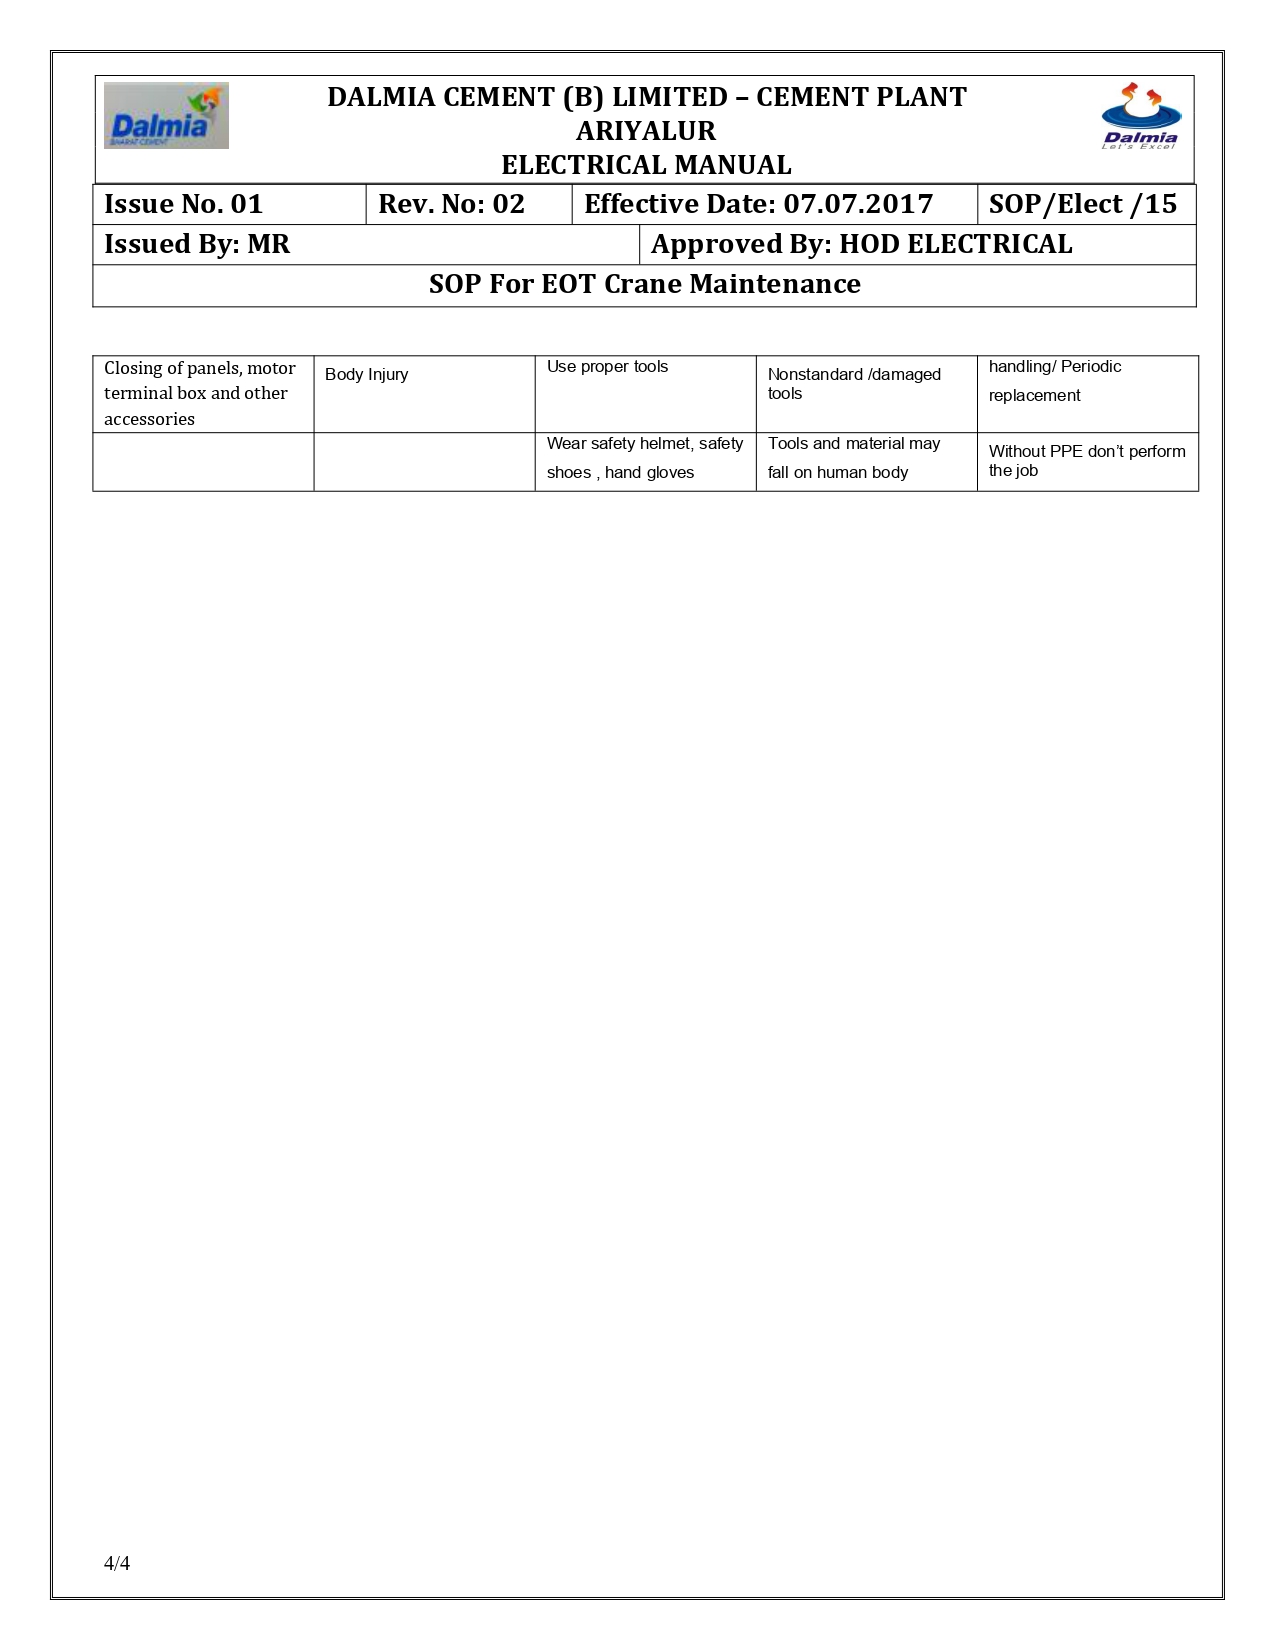 Dalmia
BHARAT CEMENT
DALMIA CEMENT (B) LIMITED – CEMENT PLANT
ARIYALUR
ELECTRICAL MANUAL
Dalmia
Let's Excel
Issue No. 01 Rev. No: 02 Effective Date: 07.07.2017 SOP/Elect /15
Issued By: MR Approved By: HOD ELECTRICAL
SOP For EOT Crane Maintenance
Closing of panels, motor
terminal box and other
accessories
Body Injury
Use proper tools
Nonstandard /damaged
tools
handling/ Periodic
replacement
Wear safety helmet, safety
shoes , hand gloves
Tools and material may
fall on human body
Without PPE don’t perform
the job
4/4